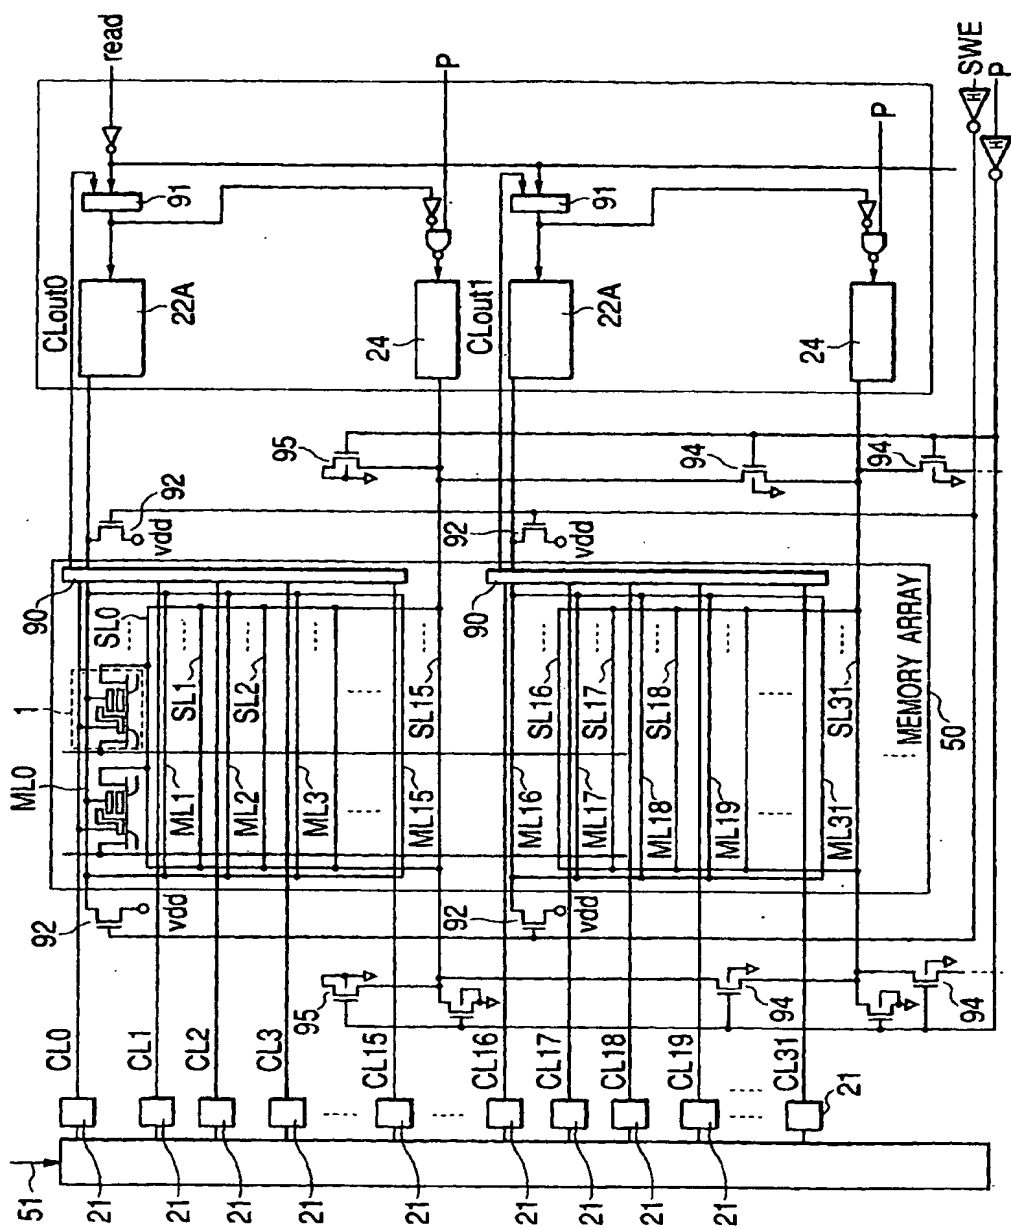 read
P
SWE
P
P
91
91
CLout0
22A
24
CLout1
22A
24
95
94
94
92
vdd
92
vdd
90
90
SL0
1
ML0
SL1
SL2
SL15
SL16
SL17
SL18
SL31
MEMORY ARRAY
50
ML1
ML2
ML3
ML15
ML16
ML17
ML18
ML19
ML31
92
vdd
92
vdd
95
94
94
CL0
CL1
CL2
CL3
CL15
CL16
CL17
CL18
CL19
CL31
21
51
21
21
21
21
21
21
21
21
21
H
H